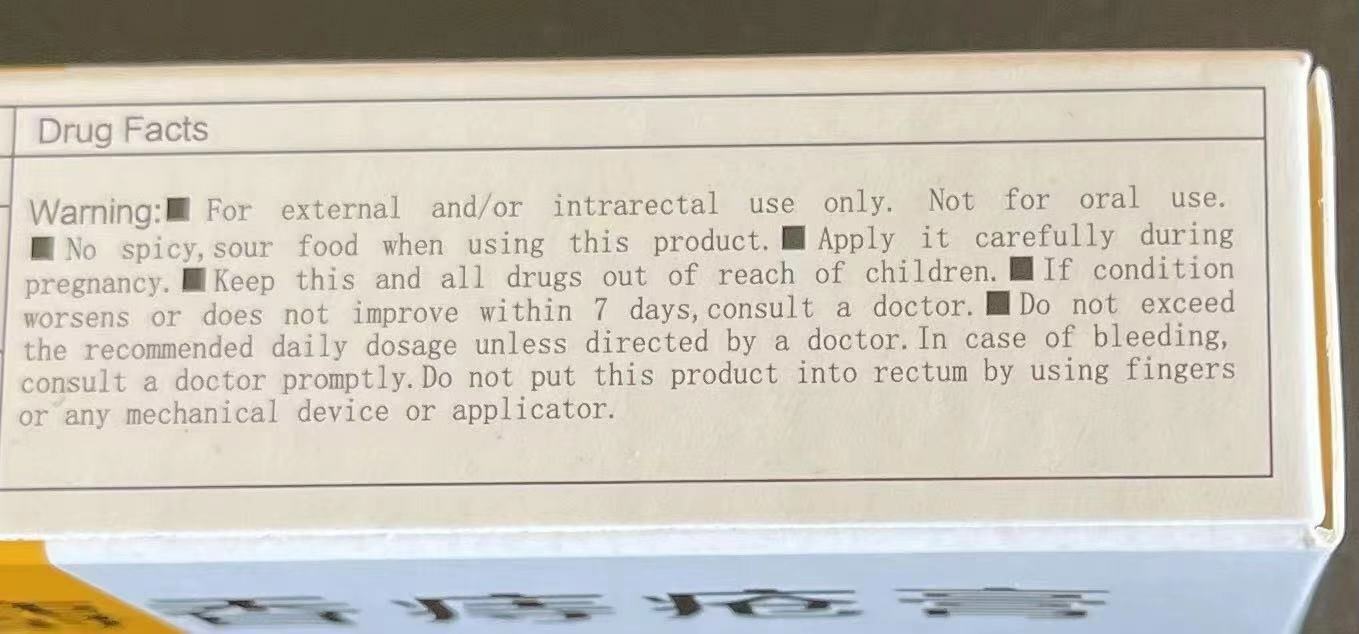 Drug Facts
Warning:■ For external and/or intrarectal use only. Not for oral use.
■ No spicy, sour food when using this product. ■ Apply it carefully during
pregnancy. ■ Keep this and all drugs out of reach of children. ■ If condition
worsens or does not improve within 7 days, consult a doctor. ■ Do not exceed
the recommended daily dosage unless directed by a doctor. In case of bleeding,
consult a doctor promptly. Do not put this product into rectum by using fingers
or any mechanical device or applicator.